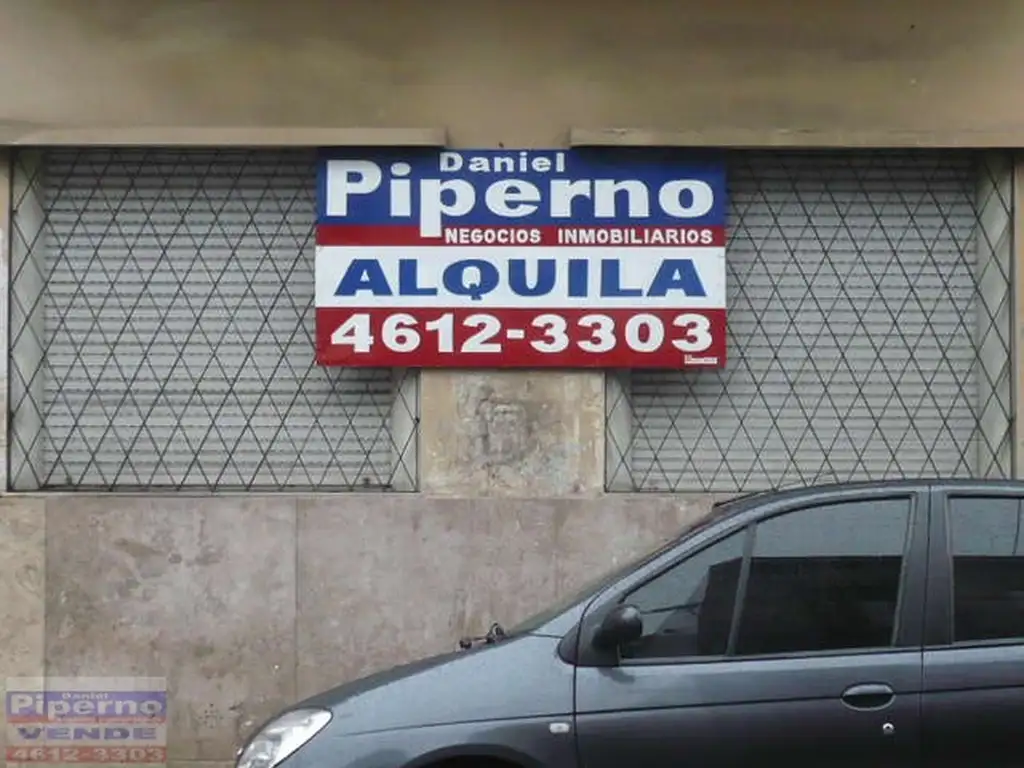 Daniel
Piperno
NEGOCIOS INMOBILIARIOS
ALQUILA
4612-3303
Daniel
Piperno
VENDE
4612-3303